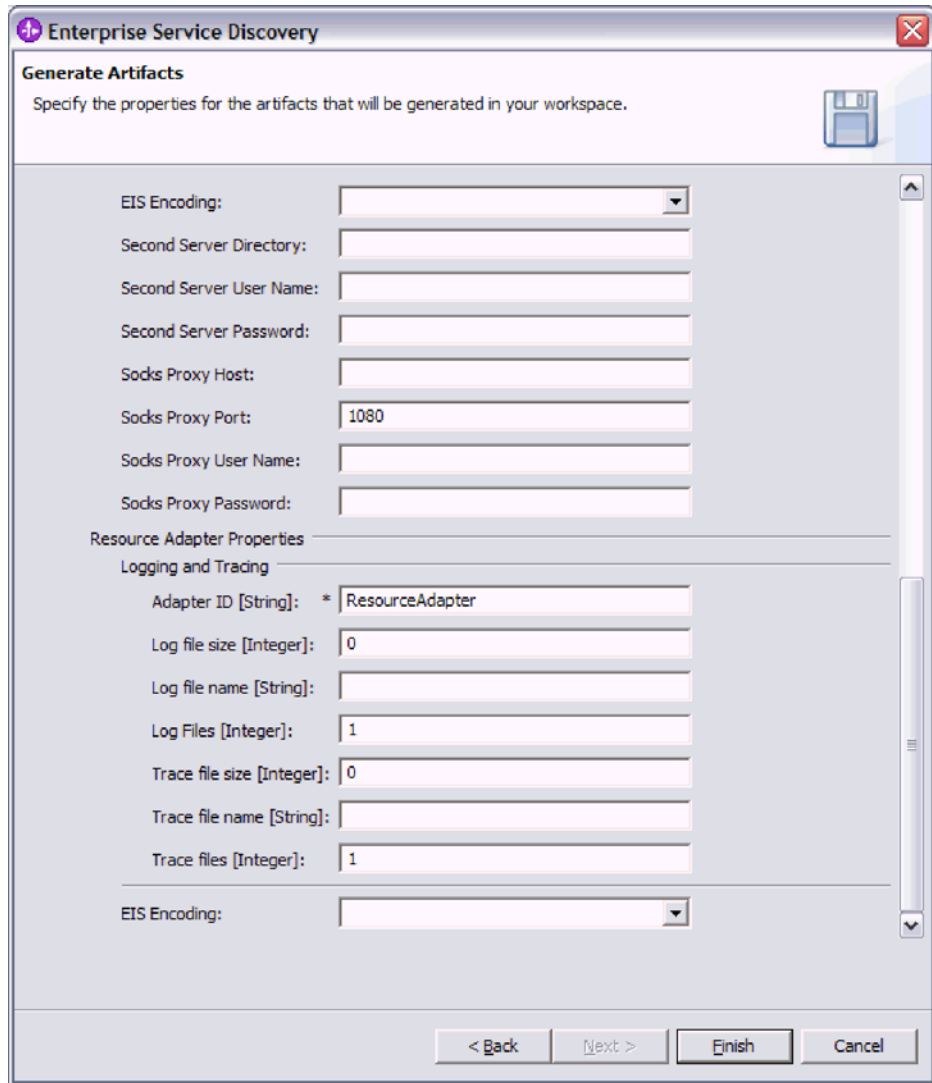 Enterprise Service Discovery
Generate Artifacts
Specify the properties for the artifacts that will be generated in your workspace.
EIS Encoding:
Second Server Directory:
Second Server User Name:
Second Server Password:
Socks Proxy Host:
Socks Proxy Port: 1080
Socks Proxy User Name:
Socks Proxy Password:
Resource Adapter Properties
Logging and Tracing
Adapter ID [String]: * ResourceAdapter
Log file size [Integer]: 0
Log file name [String]:
Log Files [Integer]: 1
Trace file size [Integer]: 0
Trace file name [String]:
Trace files [Integer]: 1
EIS Encoding:
< Back Next > Finish Cancel